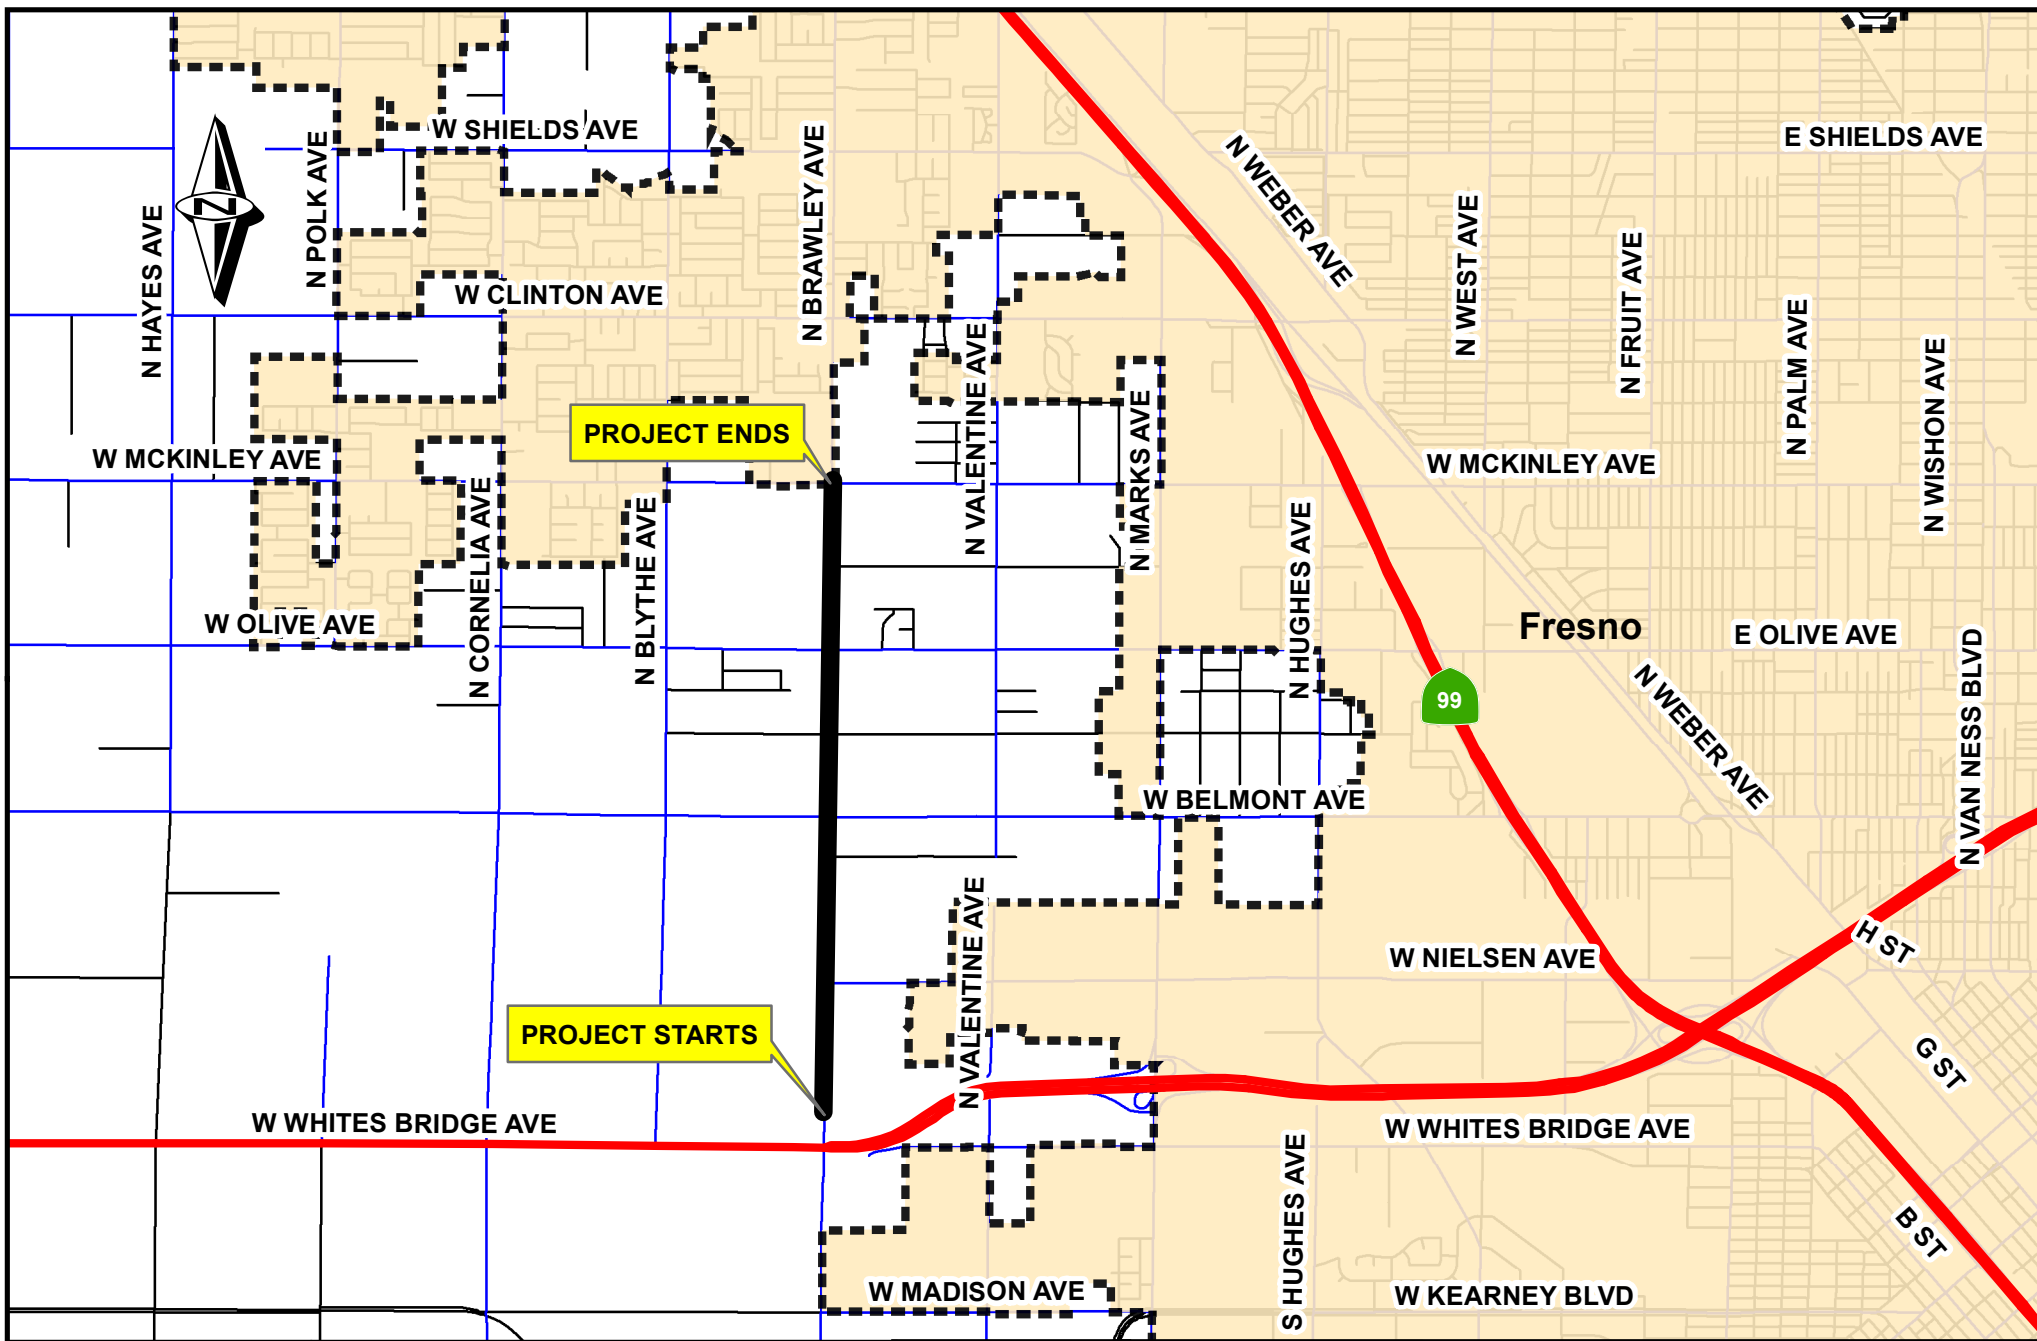 W SHIELDS AVE
E SHIELDS AVE
N WEBER AVE
N POLK AVE
N BRAWLEY AVE
N HAYES AVE
N
N WEST AVE
N FRUIT AVE
W CLINTON AVE
N PALM AVE
N VALENTINE AVE
N WISHON AVE
N MARKS AVE
PROJECT ENDS
W MCKINLEY AVE
W MCKINLEY AVE
N CORNELIA AVE
N BLYTHE AVE
N HUGHES AVE
W OLIVE AVE
Fresno
E OLIVE AVE
N VAN NESS BLVD
99
N WEBER AVE
W BELMONT AVE
N VALENTINE AVE
H ST
W NIELSEN AVE
PROJECT STARTS
G ST
W WHITES BRIDGE AVE
W WHITES BRIDGE AVE
S HUGHES AVE
B ST
W MADISON AVE
W KEARNEY BLVD